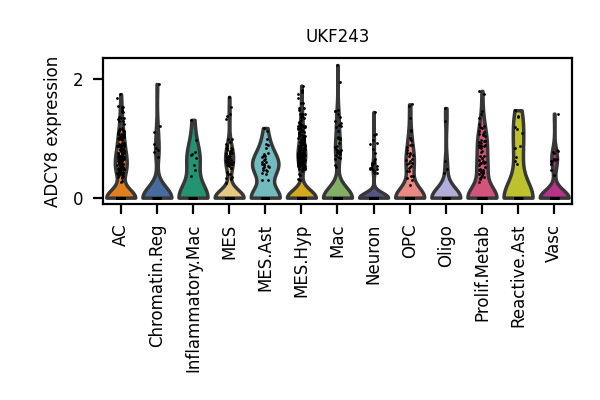 UKF243
ADCY8 expression
2
0
AC
Chromatin.Reg
Inflammatory.Mac
MES
MES.Ast
MES.Hyp
Mac
Neuron
OPC
Oligo
Prolif.Metab
Reactive.Ast
Vasc